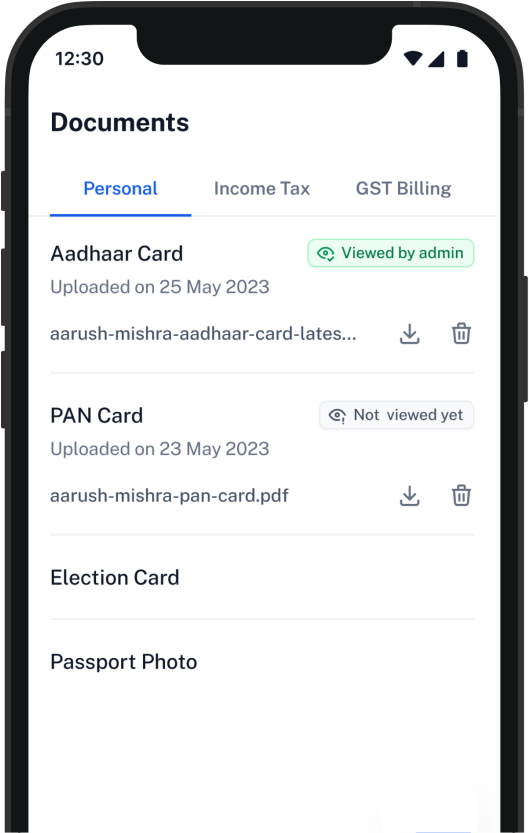 12:30
Documents
Personal Income Tax GST Billing
Aadhaar Card Viewed by admin
Uploaded on 25 May 2023
aarush-mishra-aadhaar-card-lates...
PAN Card Not viewed yet
Uploaded on 23 May 2023
aarush-mishra-pan-card.pdf
Election Card
Passport Photo